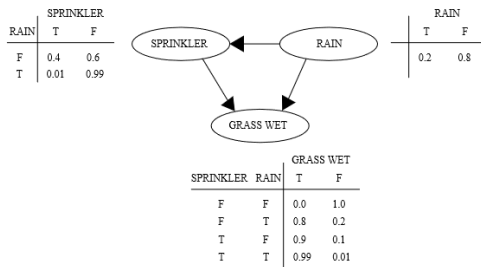 SPRINKLER
RAIN T F
F 0.4 0.6
T 0.01 0.99
SPRINKLER
RAIN
RAIN
T F
0.2 0.8
GRASS WET
GRASS WET
SPRINKLER RAIN T F
F F 0.0 1.0
F T 0.8 0.2
T F 0.9 0.1
T T 0.99 0.01